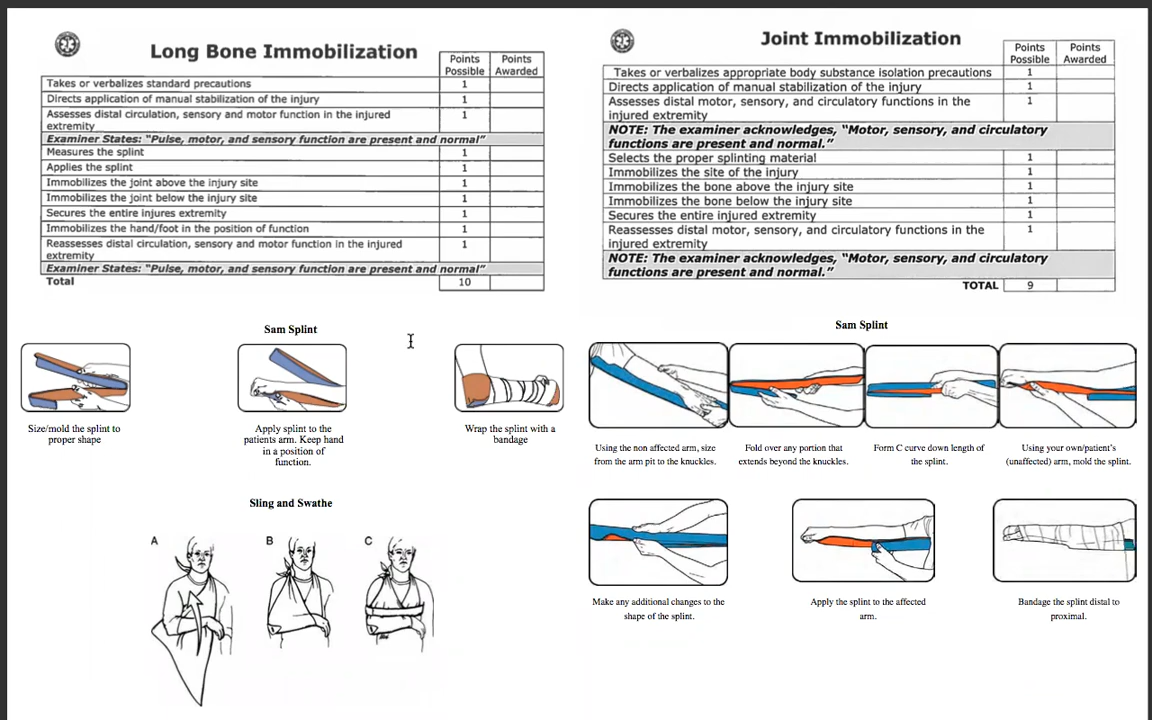 Long Bone Immobilization
Points
Possible
Points
Awarded
Takes or verbalizes standard precautions 1
Directs application of manual stabilization of the injury 1
Assesses distal circulation, sensory and motor function in the injured 1
extremity
Examiner States: “Pulse, motor, and sensory function are present and normal”
Measures the splint 1
Applies the splint 1
Immobilizes the joint above the injury site 1
Immobilizes the joint below the injury site 1
Secures the entire injures extremity 1
Immobilizes the hand/foot in the position of function 1
Reassesses distal circulation, sensory and motor function in the injured 1
extremity
Examiner States: “Pulse, motor, and sensory function are present and normal”
Total 10
Sam Splint
Size/mold the splint to
proper shape
Apply splint to the
patients arm. Keep hand
in a position of
function.
Wrap the splint with a
bandage
Sling and Swathe
A
B
C
Joint Immobilization
Points
Possible
Points
Awarded
Takes or verbalizes appropriate body substance isolation precautions 1
Directs application of manual stabilization of the injury 1
Assesses distal motor, sensory, and circulatory functions in the 1
injured extremity
NOTE: The examiner acknowledges, “Motor, sensory, and circulatory
functions are present and normal.”
Selects the proper splinting material 1
Immobilizes the site of the injury 1
Immobilizes the bone above the injury site 1
Immobilizes the bone below the injury site 1
Secures the entire injured extremity 1
Reassesses distal motor, sensory, and circulatory functions in the 1
injured extremity
NOTE: The examiner acknowledges, “Motor, sensory, and circulatory
functions are present and normal.”
TOTAL 9
Sam Splint
Using the non affected arm, size
from the arm pit to the knuckles.
Fold over any portion that
extends beyond the knuckles.
Form C curve down length of
the splint.
Using your own/patient's
(unaffected) arm, mold the splint.
Make any additional changes to the
shape of the splint.
Apply the splint to the affected
arm.
Bandage the splint distal to
proximal.